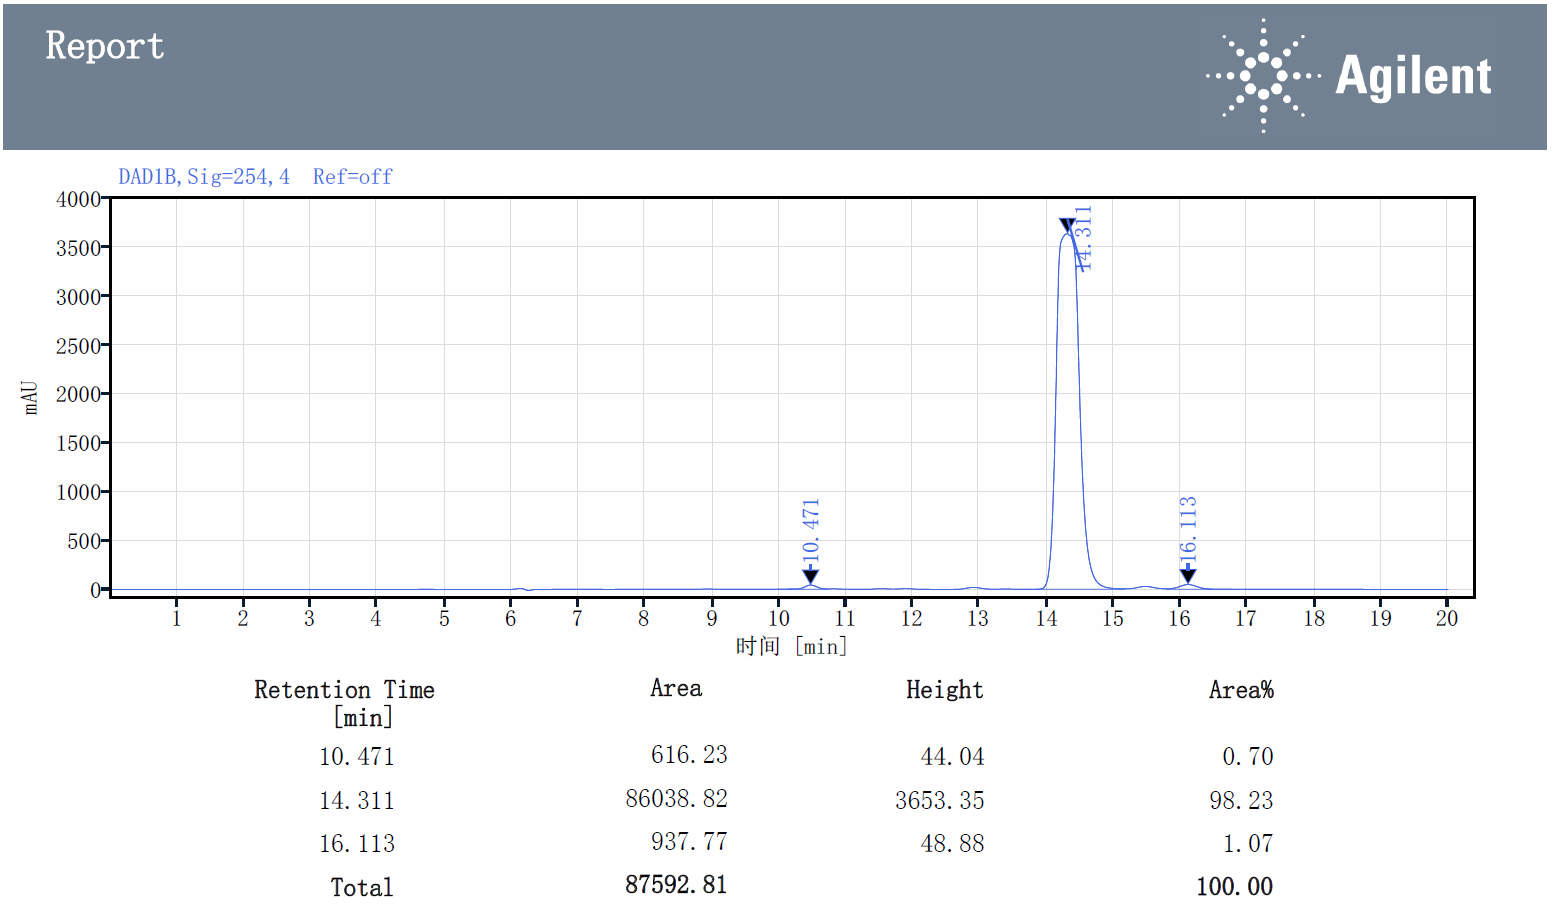 Report
Agilent
DAD1B,Sig=254,4  Ref=off
4000
3500
3000
2500
2000
1500
1000
500
0
mAU
14.311
10.471
16.113
1 2 3 4 5 6 7 8 9 10 11 12 13 14 15 16 17 18 19 20
时间 [min]
Retention Time Area Height Area%
[min]
10.471 616.23 44.04 0.70
14.311 86038.82 3653.35 98.23
16.113 937.77 48.88 1.07
Total 87592.81 100.00